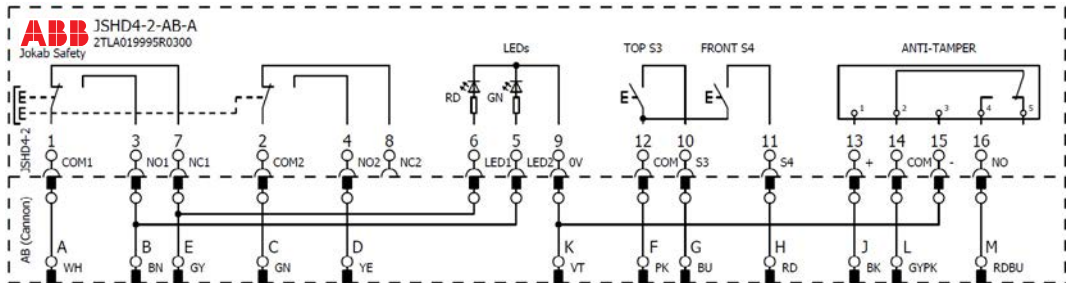 ABB JSHD4-2-AB-A
2TLA019995R0300
Jokab Safety LEDs TOP S3 FRONT S4 ANTI-TAMPER
RD GN E E
E
E
1 2 3 4 5
JSHD4-2
1 3 7 2 4 8 6 5 9 12 10 11 13 14 15 16
COM1 NO1 NC1 COM2 NO2 NC2 LED1 LED2 0V COM S3 S4 + COM - NO
AB (Cannon)
A B E C D K F G H J L M
WH BN GY GN YE VT PK BU RD BK GYPK RDBU